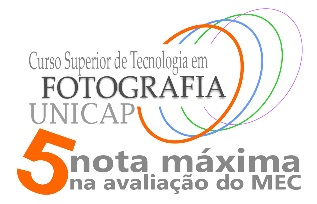 Curso Superior de Tecnologia em
FOTOGRAFIA
UNICAP
5 nota máxima
na avaliação do MEC